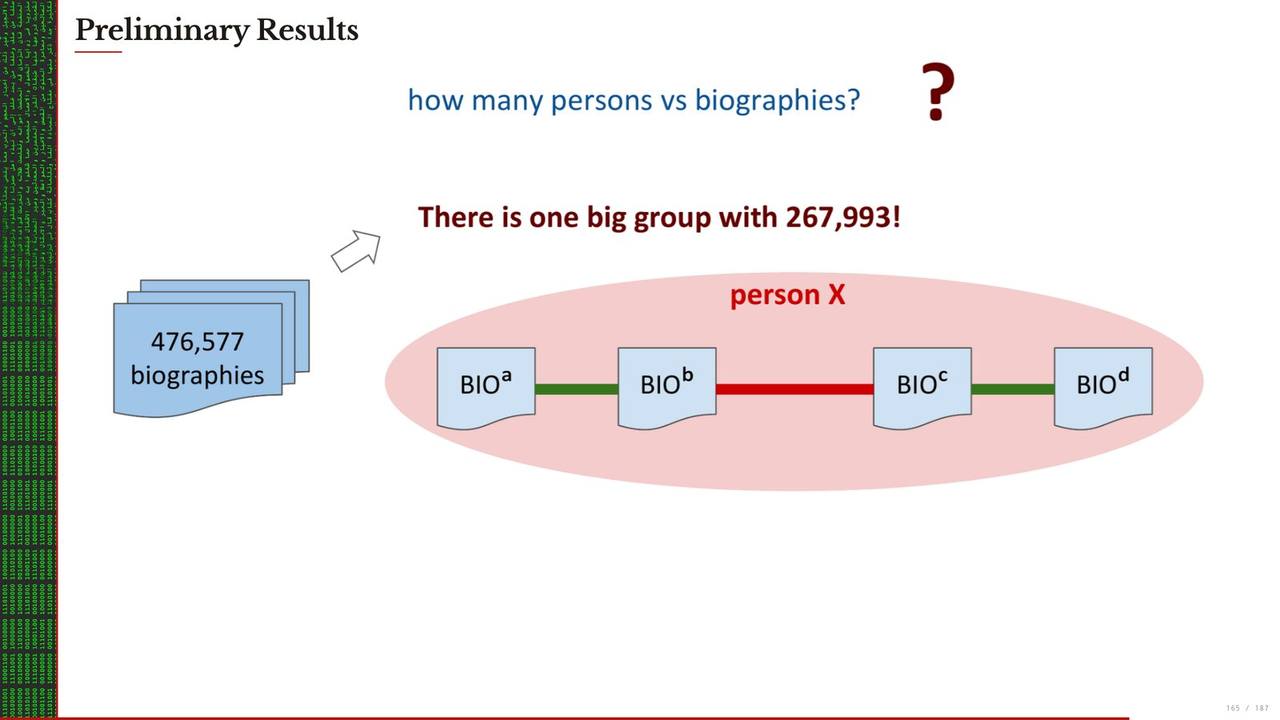 Preliminary Results
how many persons vs biographies?
?
There is one big group with 267,993!
person X
476,577
biographies
BIOa
BIOb
BIOc
BIOd
165 / 187